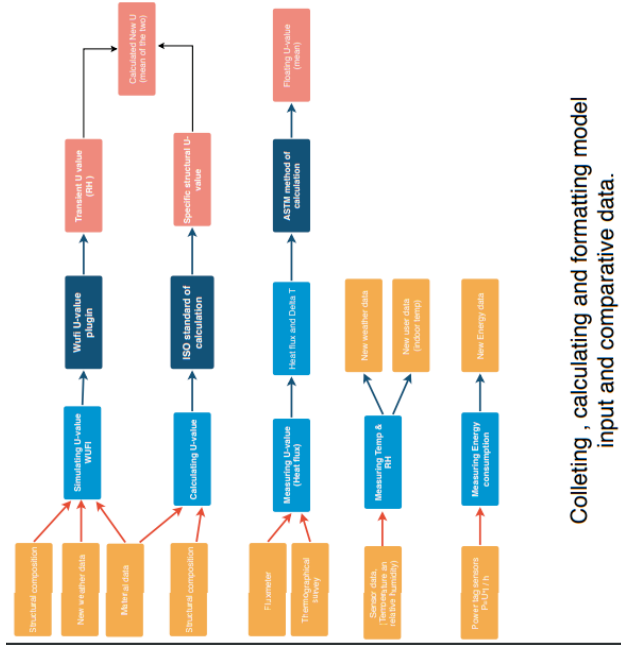 Structural composition
New weather data
Material data
Structural composition
Simulating U-value
WUFI
Calculating U-value
Wufi U-value
plugin
ISO standard of
calculation
Transient U value
(RH )
Specific structural U-
value
Calculated New U
(mean of the two)
Fluxmeter
Thermographical
survey
Measuring U-value
(Heat flux)
Heat flux and Delta T
ASTM method of
calculation
Floating U-value
(mean)
Sensor data,
(Temperature an
relative humidity)
Measuring Temp &
RH
New weather data
New user data
(indoor temp)
Power tag sensors
P=U*I / h
Measuring Energy
consumption
New Energy data
Colleting , calculating and formatting model
input and comparative data.